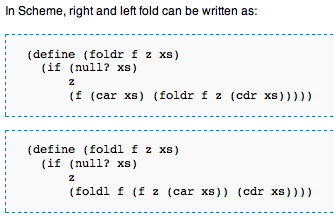 In Scheme, right and left fold can be written as:
(define (foldr f z xs)
  (if (null? xs)
      z
      (f (car xs) (foldr f z (cdr xs)))))
(define (foldl f z xs)
  (if (null? xs)
      z
      (foldl f (f z (car xs)) (cdr xs))))